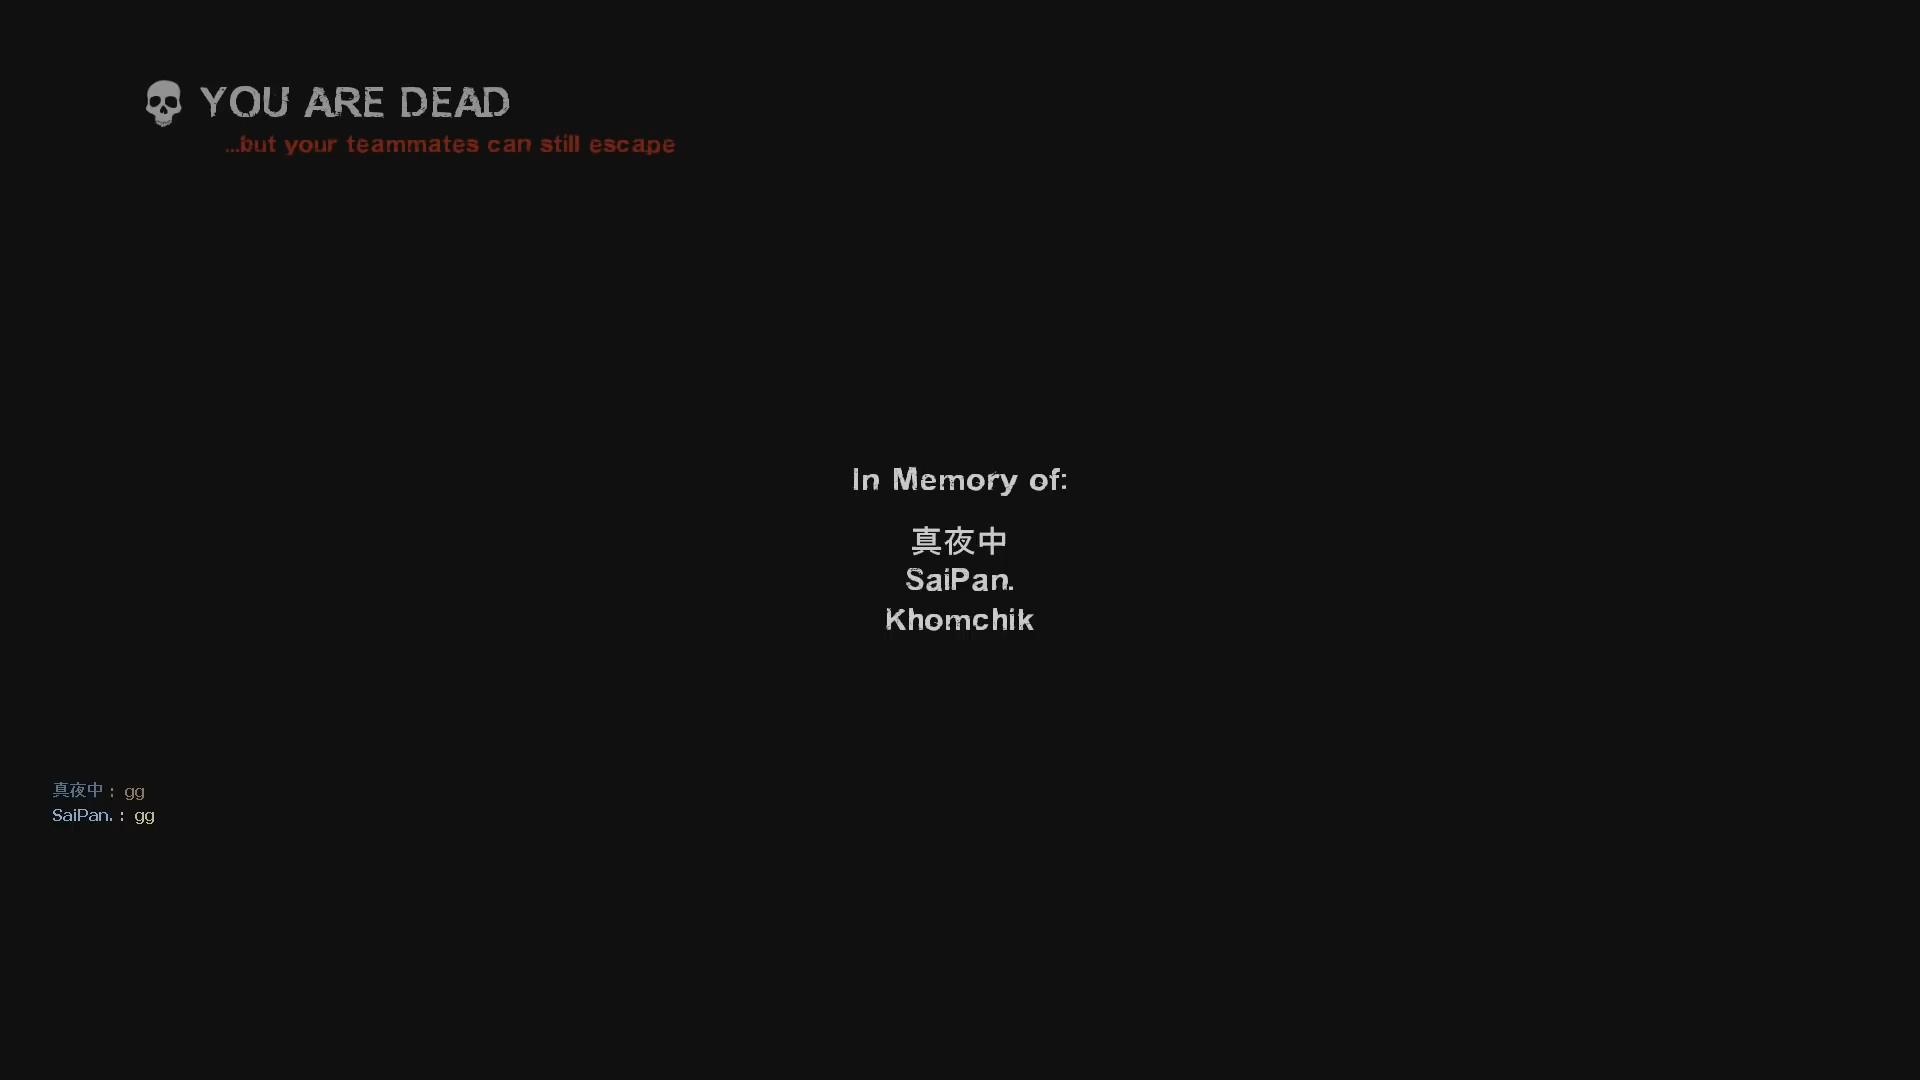 YOU ARE DEAD
...but your teammates can still escape
In Memory of:
真夜中
SaiPan.
Khomchik
真夜中 : gg
SaiPan. : gg